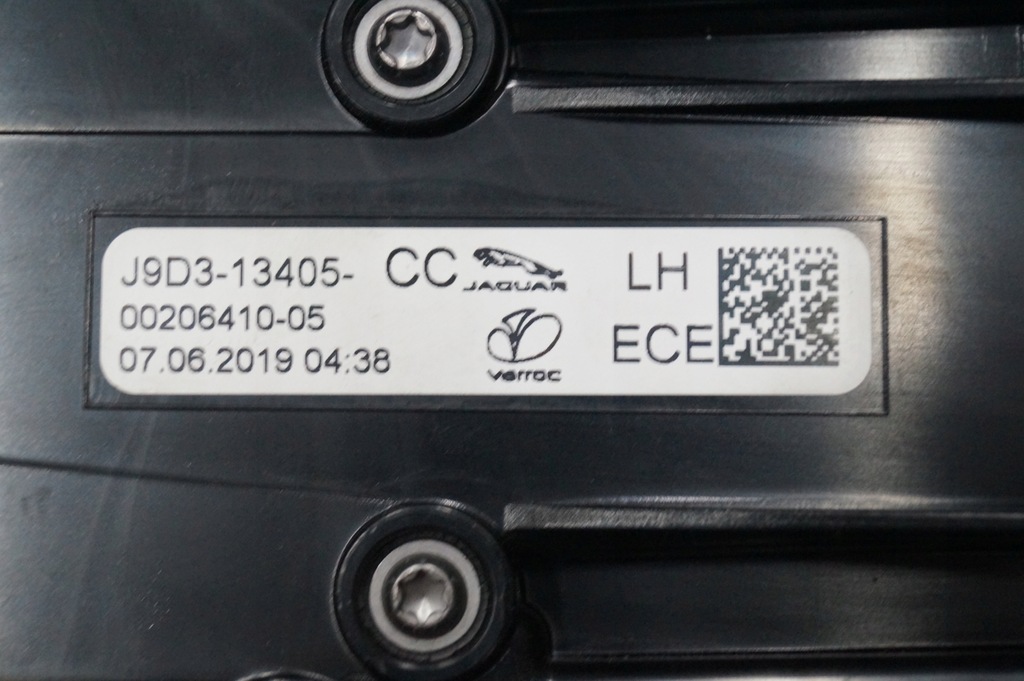 J9D3-13405- CC JAGUAR LH
00206410-05 ECE
07.06.2019 04:38 varroc